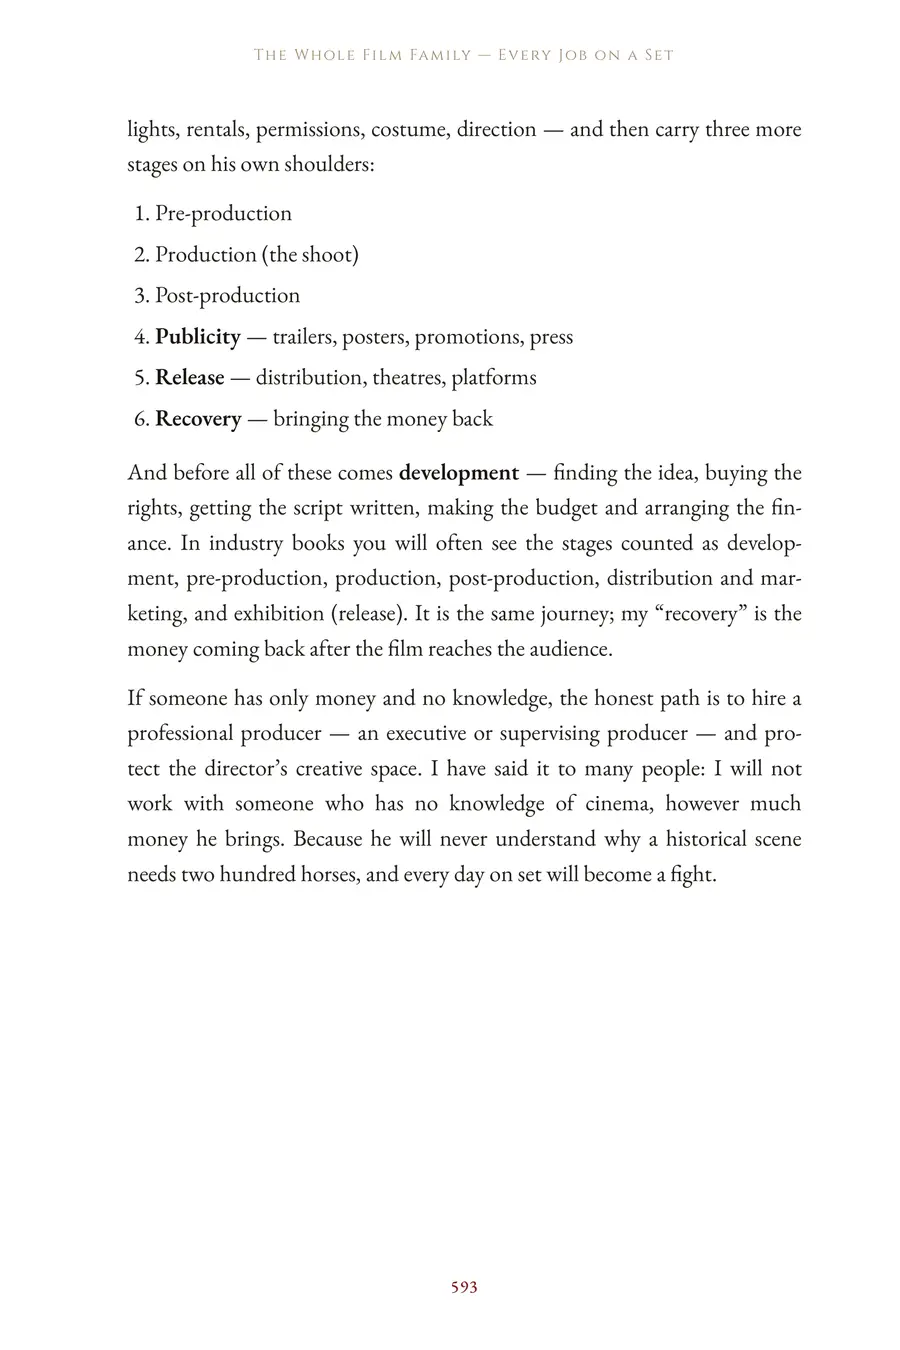 The Whole Film Family — Every Job on a Set
lights, rentals, permissions, costume, direction — and then carry three more
stages on his own shoulders:
1. Pre-production
2. Production (the shoot)
3. Post-production
4. Publicity — trailers, posters, promotions, press
5. Release — distribution, theatres, platforms
6. Recovery — bringing the money back
And before all of these comes development — finding the idea, buying the
rights, getting the script written, making the budget and arranging the fin-
ance. In industry books you will often see the stages counted as develop-
ment, pre-production, production, post-production, distribution and mar-
keting, and exhibition (release). It is the same journey; my “recovery” is the
money coming back after the film reaches the audience.
If someone has only money and no knowledge, the honest path is to hire a
professional producer — an executive or supervising producer — and pro-
tect the director’s creative space. I have said it to many people: I will not
work with someone who has no knowledge of cinema, however much
money he brings. Because he will never understand why a historical scene
needs two hundred horses, and every day on set will become a fight.
593